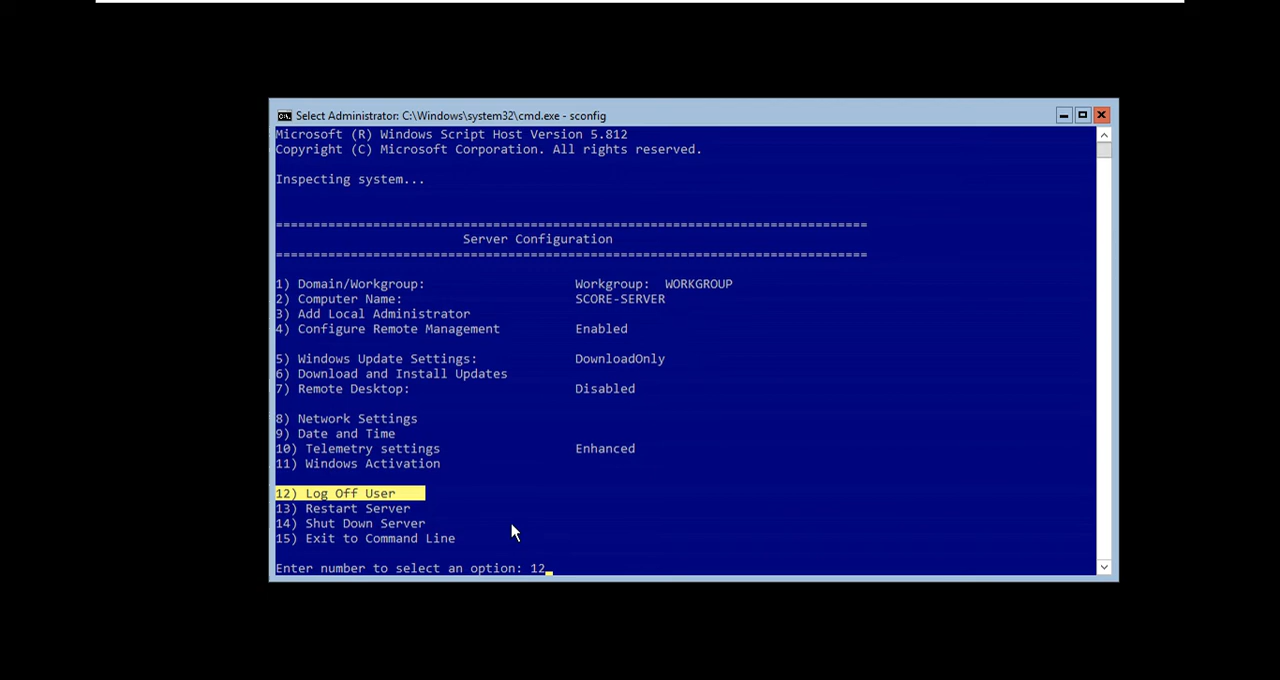 Select Administrator: C:\Windows\system32\cmd.exe - sconfig
Microsoft (R) Windows Script Host Version 5.812
Copyright (C) Microsoft Corporation. All rights reserved.
Inspecting system...
===============================================================================
Server Configuration
===============================================================================
1) Domain/Workgroup: Workgroup: WORKGROUP
2) Computer Name: SCORE-SERVER
3) Add Local Administrator
4) Configure Remote Management Enabled
5) Windows Update Settings: DownloadOnly
6) Download and Install Updates
7) Remote Desktop: Disabled
8) Network Settings
9) Date and Time
10) Telemetry settings Enhanced
11) Windows Activation
12) Log Off User
13) Restart Server
14) Shut Down Server
15) Exit to Command Line
Enter number to select an option: 12